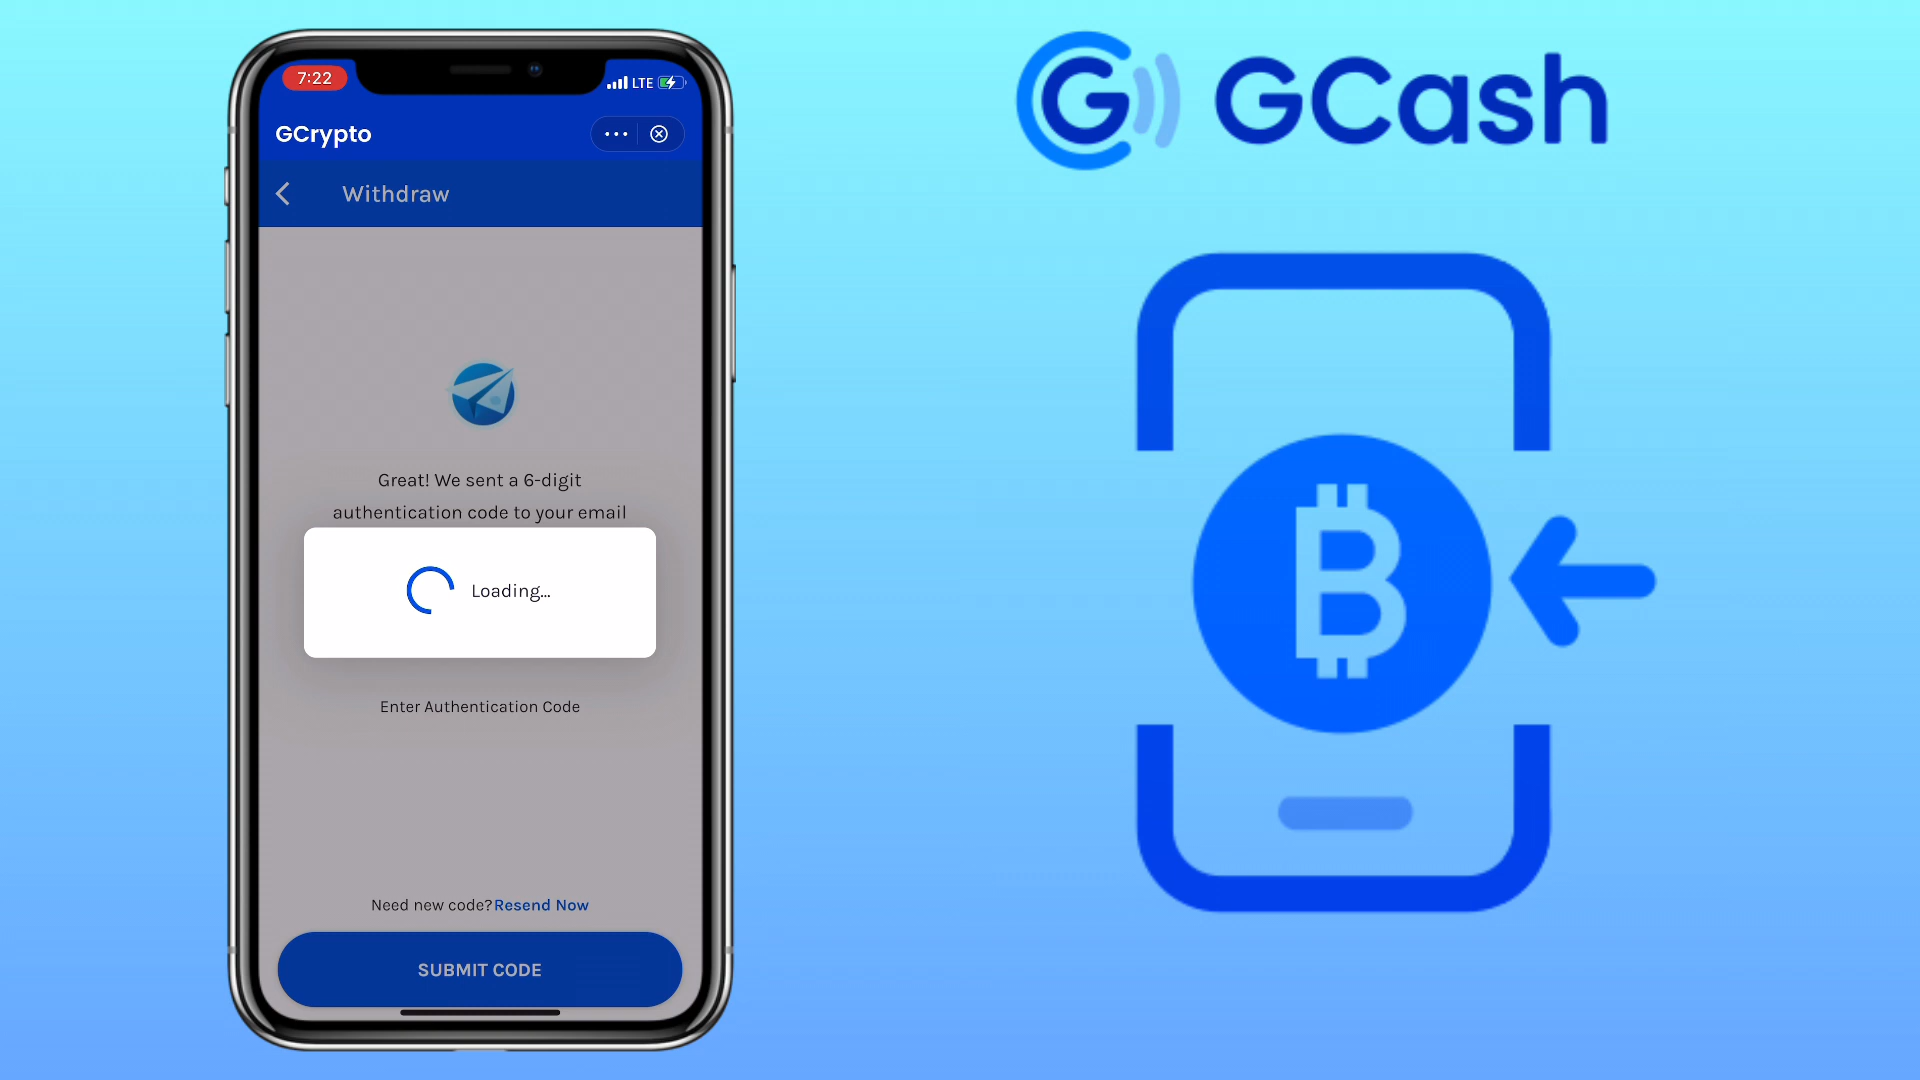 7:22
LTE
GCrypto
Withdraw
Great! We sent a 6-digit
authentication code to your email
Loading...
Enter Authentication Code
Need new code? Resend Now
SUBMIT CODE
G GCash